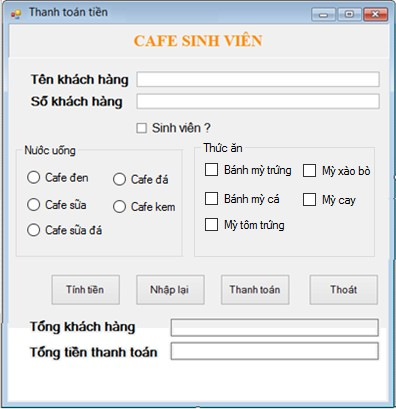 Thanh toán tiền
CAFE SINH VIÊN
Tên khách hàng
Số khách hàng
Sinh viên ?
Nước uống
Cafe đen
Cafe đá
Cafe sữa
Cafe kem
Cafe sữa đá
Thức ăn
Bánh mỳ trứng
Mỳ xào bò
Bánh mỳ cá
Mỳ cay
Mỳ tôm trứng
Tính tiền
Nhập lại
Thanh toán
Thoát
Tổng khách hàng
Tổng tiền thanh toán